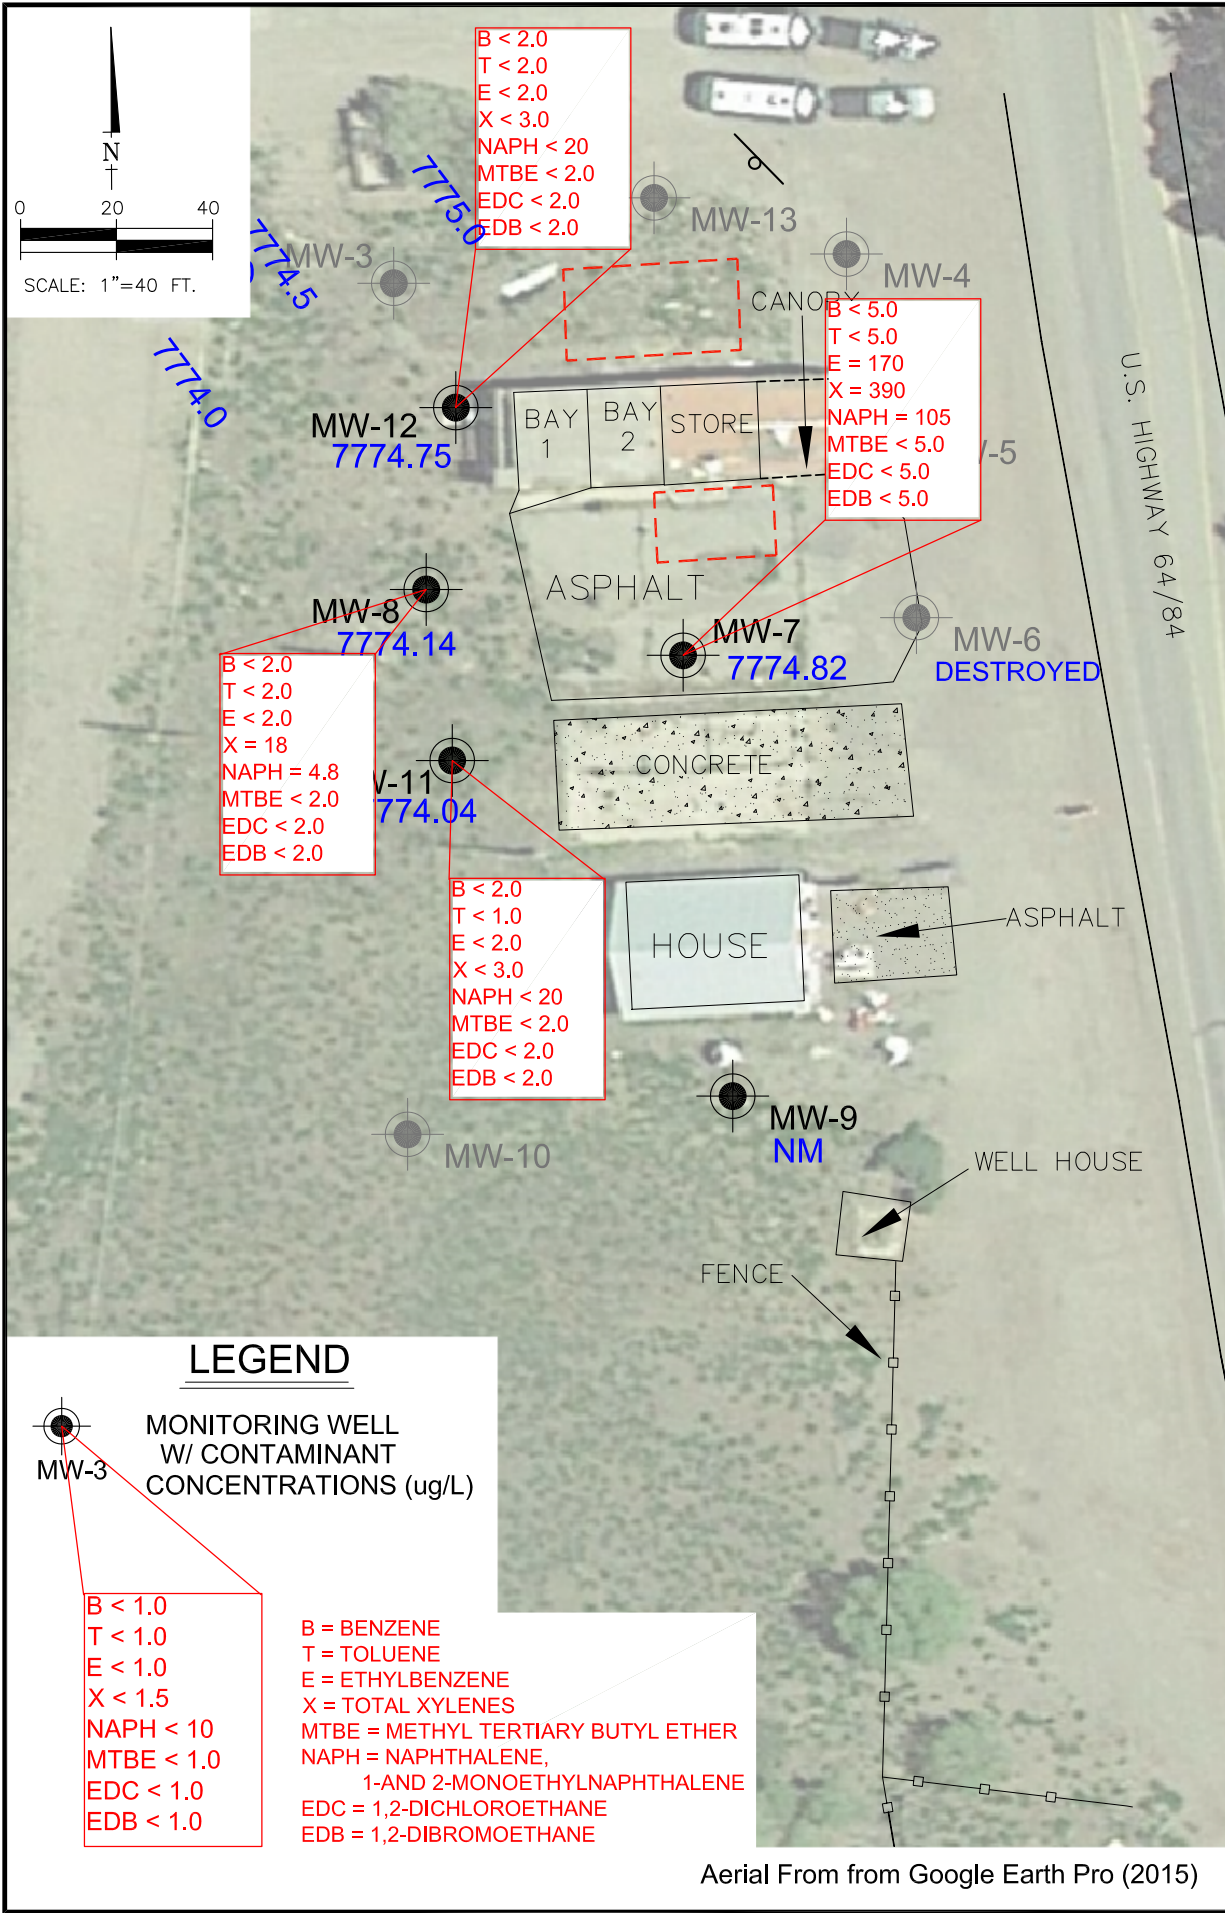 N
0 20 40
SCALE: 1"=40 FT.
B < 2.0
T < 2.0
E < 2.0
X < 3.0
NAPH < 20
MTBE < 2.0
EDC < 2.0
EDB < 2.0
7775.0
7774.5
7774.0
MW-3
MW-13
MW-4
CANOPY
B < 5.0
T < 5.0
E = 170
X = 390
NAPH = 105
MTBE < 5.0
EDC < 5.0
EDB < 5.0
-5
U.S. HIGHWAY 64/84
MW-12
7774.75
BAY
1
BAY
2
STORE
ASPHALT
MW-8
7774.14
MW-7
7774.82
MW-6
DESTROYED
B < 2.0
T < 2.0
E < 2.0
X = 18
NAPH = 4.8
MTBE < 2.0
EDC < 2.0
EDB < 2.0
-11
774.04
CONCRETE
B < 2.0
T < 1.0
E < 2.0
X < 3.0
NAPH < 20
MTBE < 2.0
EDC < 2.0
EDB < 2.0
HOUSE
ASPHALT
MW-9
NM
MW-10
WELL HOUSE
FENCE
LEGEND
MW-3
MONITORING WELL
W/ CONTAMINANT
CONCENTRATIONS (ug/L)
B < 1.0
T < 1.0
E < 1.0
X < 1.5
NAPH < 10
MTBE < 1.0
EDC < 1.0
EDB < 1.0
B = BENZENE
T = TOLUENE
E = ETHYLBENZENE
X = TOTAL XYLENES
MTBE = METHYL TERTIARY BUTYL ETHER
NAPH = NAPHTHALENE,
1-AND 2-MONOETHYLNAPHTHALENE
EDC = 1,2-DICHLOROETHANE
EDB = 1,2-DIBROMOETHANE
Aerial From from Google Earth Pro (2015)